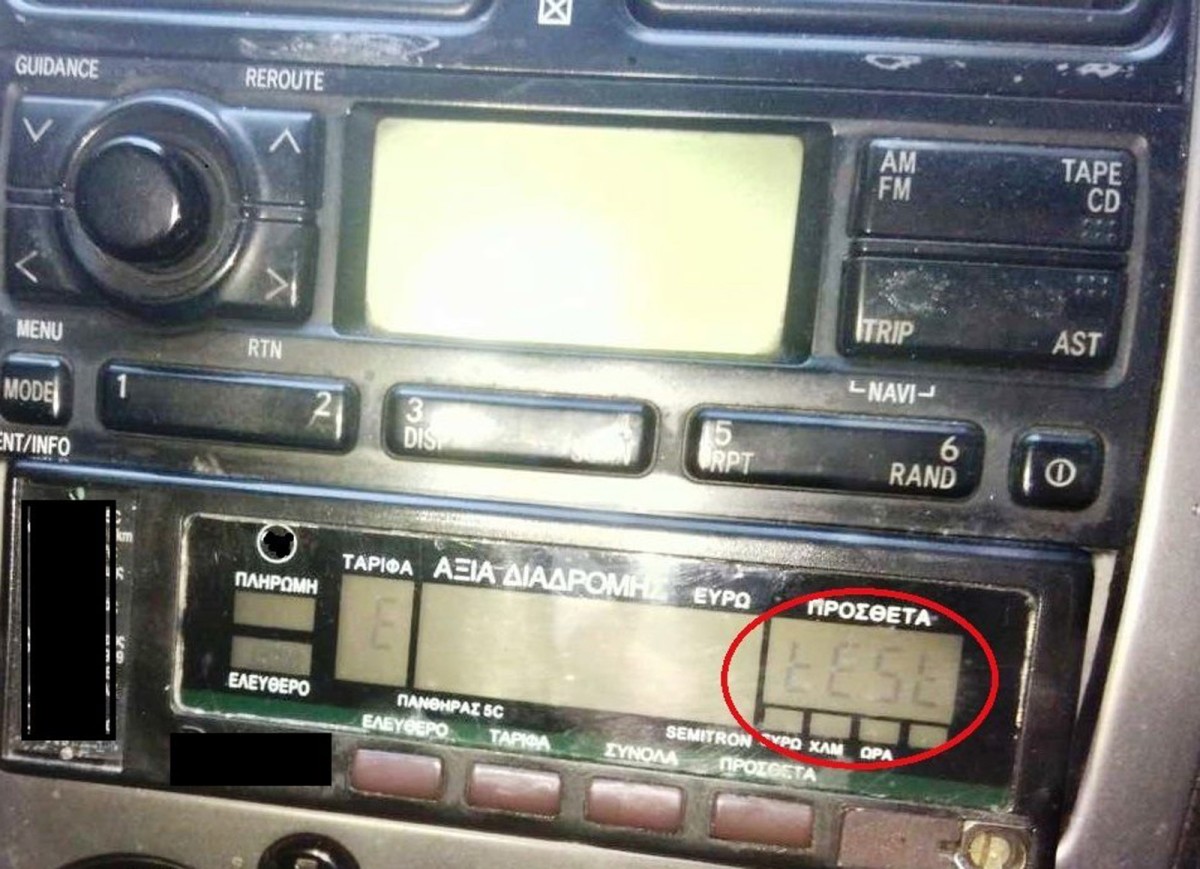 GUIDANCE
REROUTE
AM
FM
TAPE
CD
TRIP
AST
MENU
RTN
NAVI
MODE
1
2
3
4
5
6
RPT
RAND
ENT/INFO
km
ΠΛΗΡΩΜΗ
ΤΑΡΙΦΑ
ΑΞΙΑ ΔΙΑΔΡΟΜΗΣ
ΕΥΡΩ
ΠΡΟΣΘΕΤΑ
E
tESt
ΕΛΕΥΘΕΡΟ
ΠΑΝΘΗΡΑΣ 5C
SEMITRON
ΕΥΡΩ
ΧΛΜ
ΩΡΑ
ΕΛΕΥΘΕΡΟ
ΤΑΡΙΦΑ
ΣΥΝΟΛΑ
ΠΡΟΣΘΕΤΑ